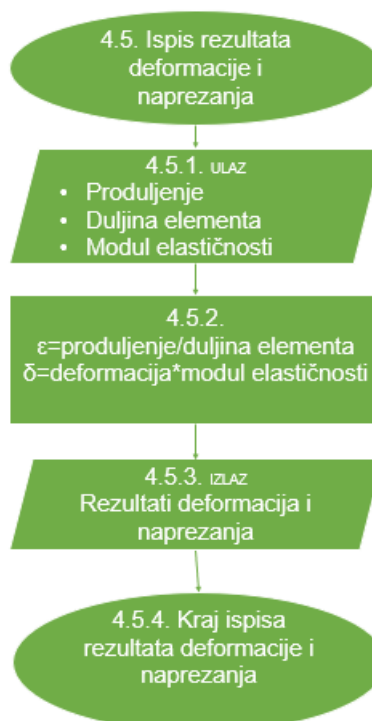 4.5. Ispis rezultata
deformacije i
naprezanja
4.5.1. ULAZ
• Produljenje
• Duljina elementa
• Modul elastičnosti
4.5.2.
ε=produljenje/duljina elementa
δ=deformacija*modul elastičnosti
4.5.3. IZLAZ
Rezultati deformacija i
naprezanja
4.5.4. Kraj ispisa
rezultata deformacije i
naprezanja